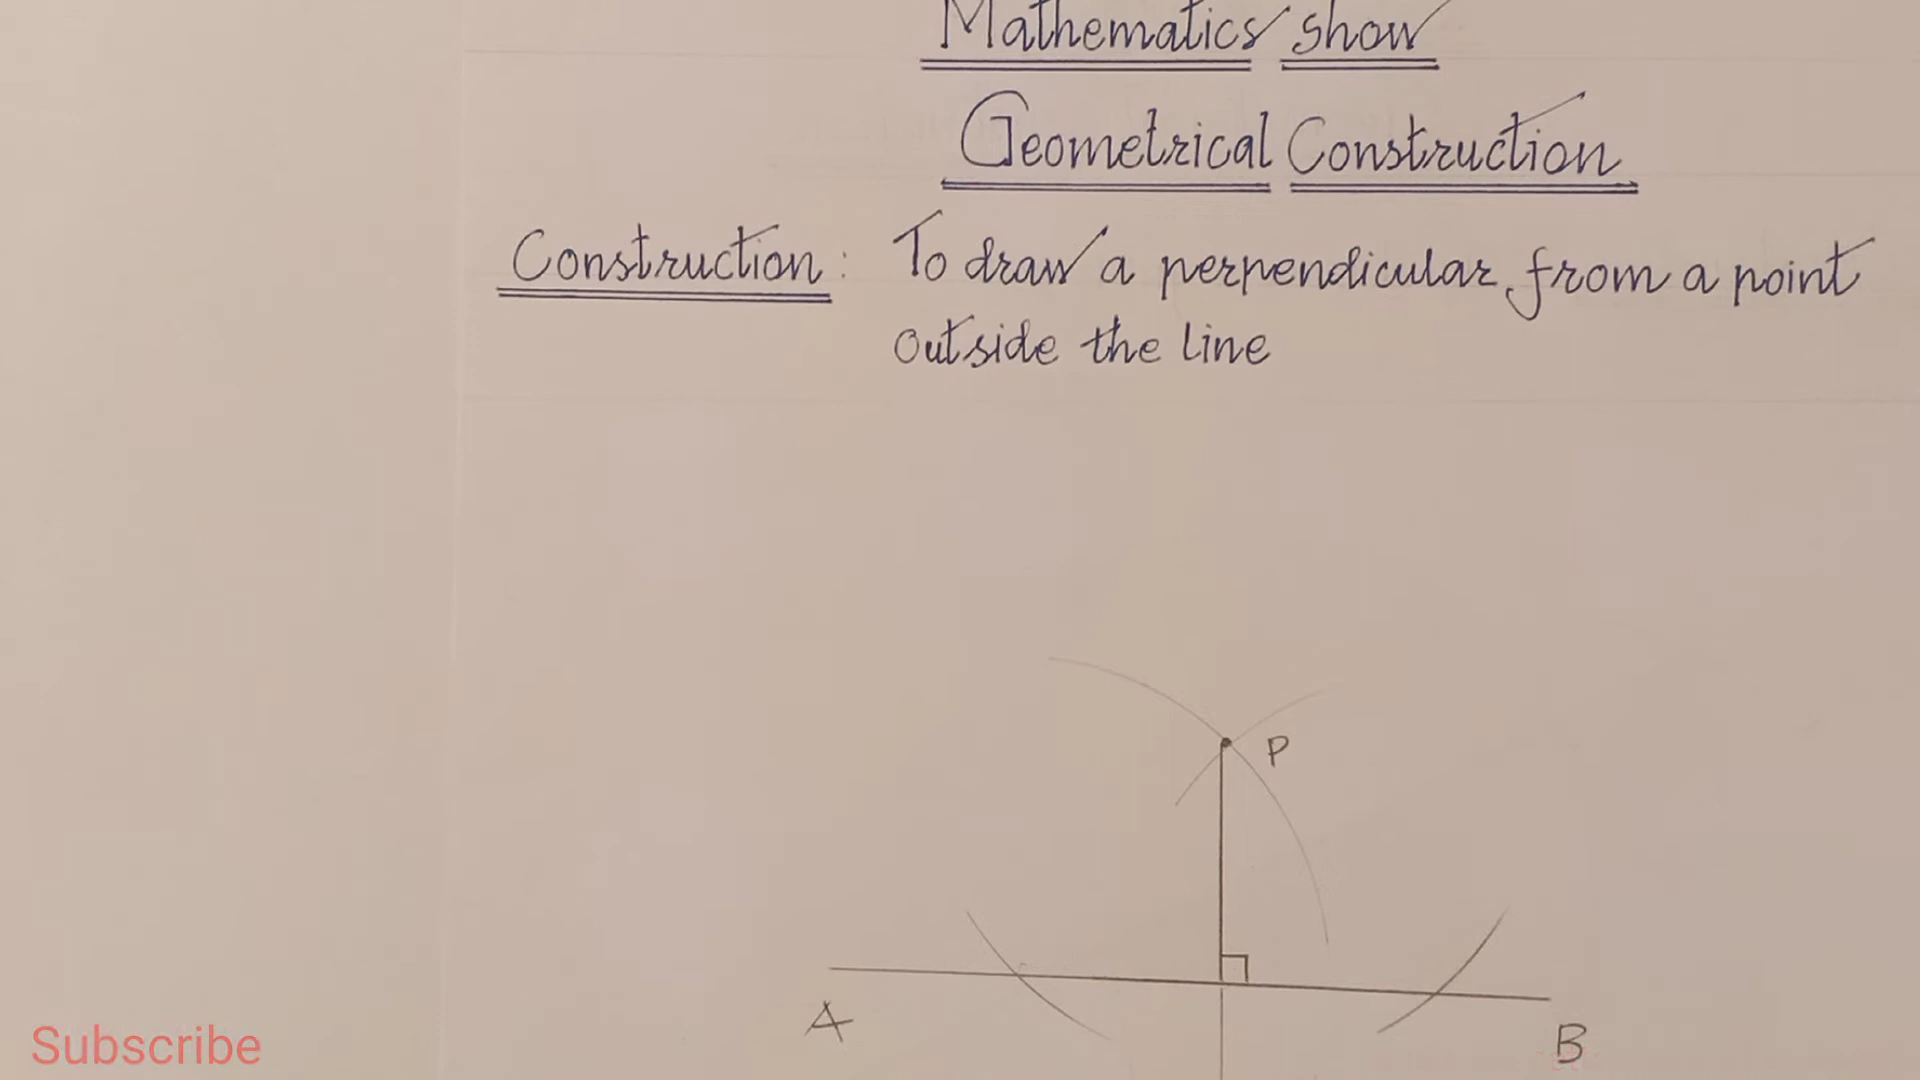 Mathematics show
Geometrical Construction
Construction: To draw a perpendicular from a point
outside the line
P
A
B
Subscribe